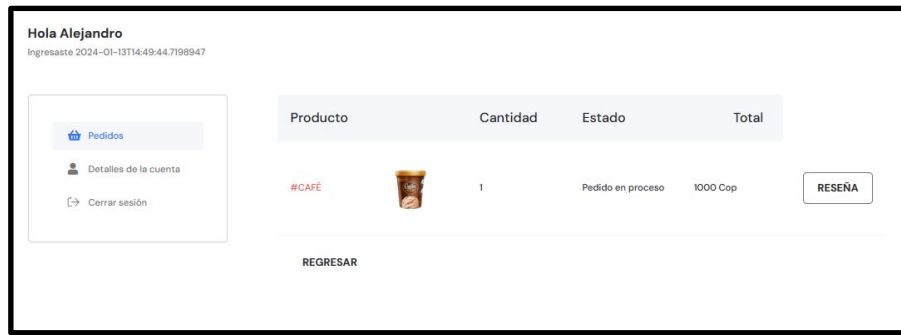 Hola Alejandro
Ingresaste 2024-01-13T14:49:44.7198947
Pedidos
Detalles de la cuenta
Cerrar sesión
Producto Cantidad Estado Total
#CAFÉ 1 Pedido en proceso 1000 Cop RESEÑA
REGRESAR